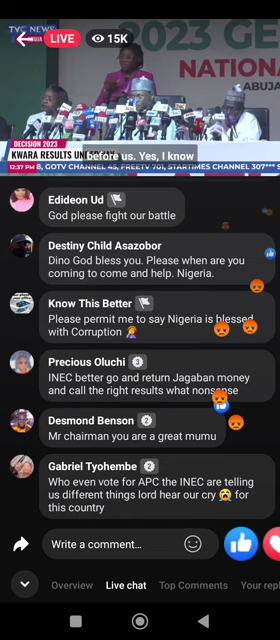 TVC NEWS
ABUJA
LIVE
15K
2023 GE
NATIONA
ABUJA
DECISION 2023
KWARA RESULTS UN
before us. Yes, I know
12:37 PM
B, GOTV CHANNEL 45, FREETV 701, STARTIMES CHANNEL 307
Edideon Ud
God please fight our battle
Destiny Child Asazobor
Dino God bless you. Please when are you
coming to come and help. Nigeria.
Know This Better
Please permit me to say Nigeria is blessed
with Corruption 🤦
Precious Oluchi 3
INEC better go and return Jagaban money
and call the right results what nonsense
Desmond Benson 2
Mr chairman you are a great mumu
Gabriel Tyohembe 2
Who even vote for APC the INEC are telling
us different things lord hear our cry 😭 for
this country
Write a comment...
Overview Live chat Top Comments Your repl